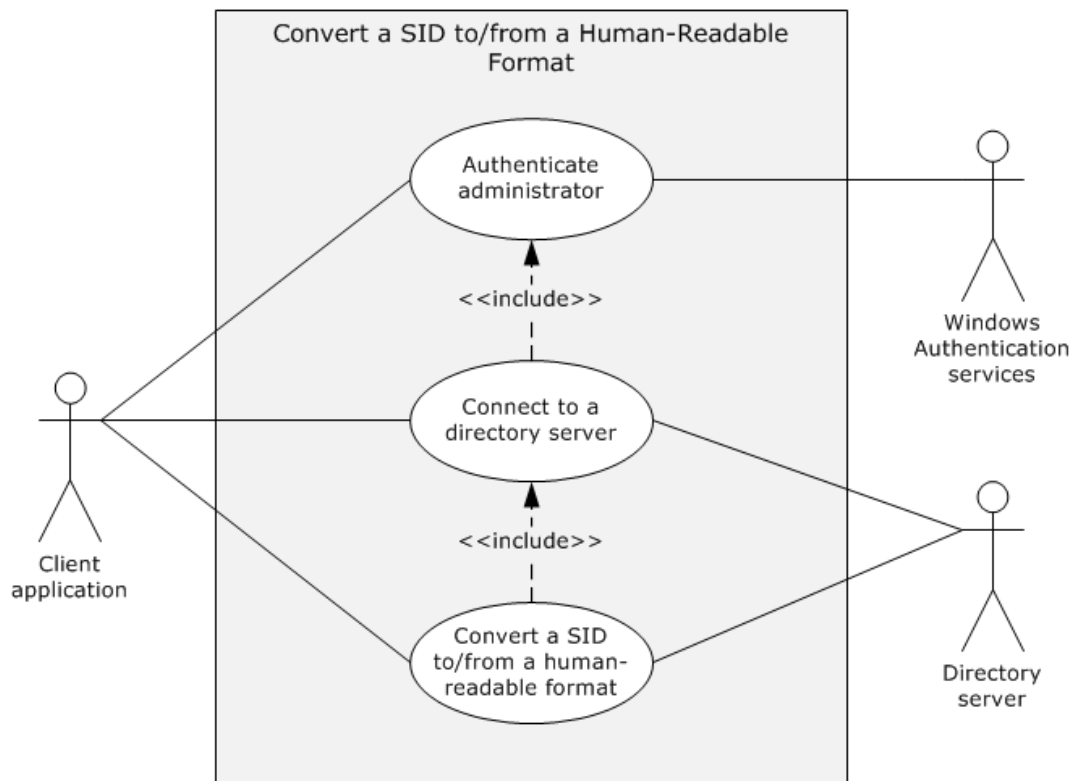 Convert a SID to/from a Human-Readable
Format
Authenticate
administrator
<<include>>
Windows
Authentication
services
Connect to a
directory server
<<include>>
Client
application
Convert a SID
to/from a human-
readable format
Directory
server